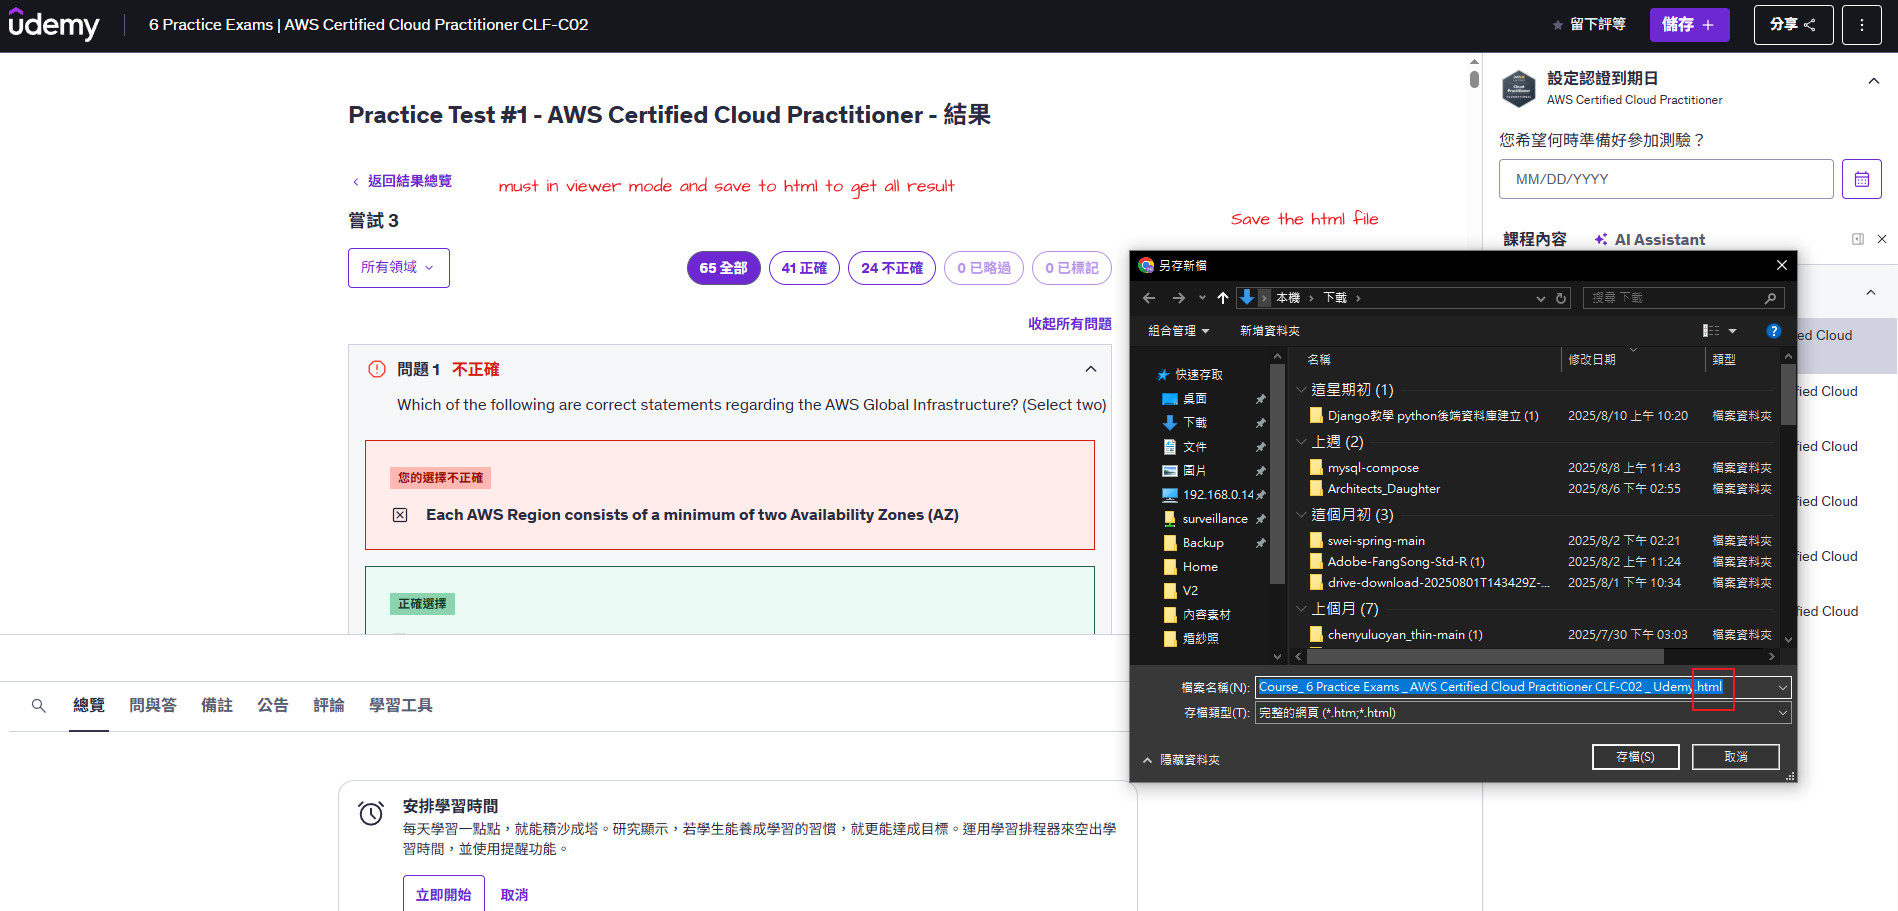 udemy
6 Practice Exams | AWS Certified Cloud Practitioner CLF-C02
留下評等
儲存 +
分享
Practice Test #1 - AWS Certified Cloud Practitioner - 結果
返回結果總覽
must in viewer mode and save to html to get all result
嘗試 3
Save the html file
所有領域
65 全部
41 正確
24 不正確
0 已略過
0 已標記
收起所有問題
問題 1 不正確
Which of the following are correct statements regarding the AWS Global Infrastructure? (Select two)
您的選擇不正確
Each AWS Region consists of a minimum of two Availability Zones (AZ)
正確選擇
總覽
問與答
備註
公告
評論
學習工具
安排學習時間
每天學習一點點，就能積沙成塔。研究顯示，若學生能養成學習的習慣，就更能達成目標。運用學習排程器來空出學
習時間，並使用提醒功能。
立即開始
取消
設定認證到期日
AWS Certified Cloud Practitioner
您希望何時準備好參加測驗？
MM/DD/YYYY
課程內容
AI Assistant
ed Cloud
fied Cloud
fied Cloud
fied Cloud
fied Cloud
fied Cloud
另存新檔
本機
下載
搜尋 下載
組合管理
新增資料夾
快速存取
桌面
下載
文件
圖片
192.168.0.14
surveillance
Backup
Home
V2
內容素材
婚紗照
名稱
修改日期
類型
這星期初 (1)
Django教學 python後端資料庫建立 (1)
2025/8/10 上午 10:20
檔案資料夾
上週 (2)
mysql-compose
2025/8/8 上午 11:43
檔案資料夾
Architects_Daughter
2025/8/6 下午 02:55
檔案資料夾
這個月初 (3)
swei-spring-main
2025/8/2 下午 02:21
檔案資料夾
Adobe-FangSong-Std-R (1)
2025/8/2 上午 11:24
檔案資料夾
drive-download-20250801T143429Z-...
2025/8/1 下午 10:34
檔案資料夾
上個月 (7)
chenyuluoyan_thin-main (1)
2025/7/30 下午 03:03
檔案資料夾
檔案名稱(N):
Course_ 6 Practice Exams _ AWS Certified Cloud Practitioner CLF-C02 _ Udemy.html
存檔類型(T):
完整的網頁 (*.htm;*.html)
隱藏資料夾
存檔(S)
取消